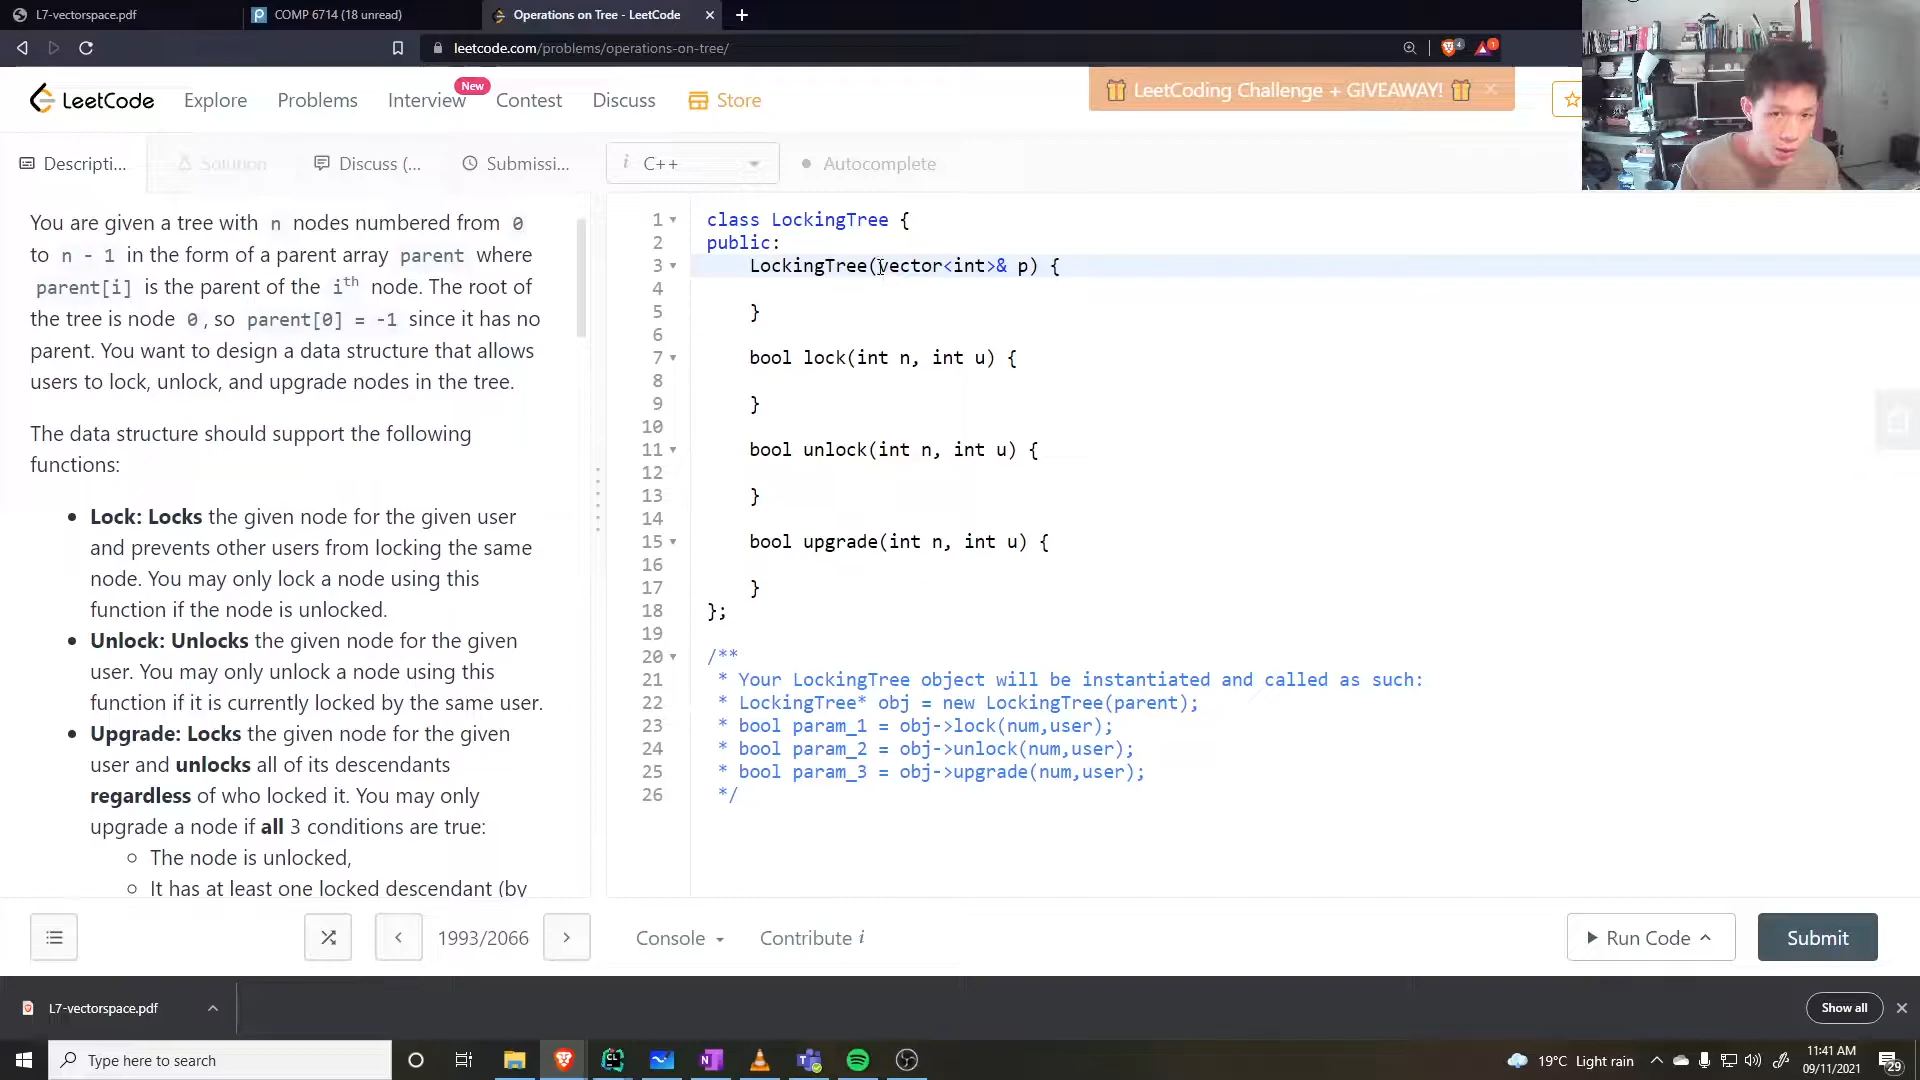 L7-vectorspace.pdf
COMP 6714 (18 unread)
Operations on Tree - LeetCode
leetcode.com/problems/operations-on-tree/
4
1
LeetCode
Explore
Problems
Interview
New
Contest
Discuss
Store
LeetCoding Challenge + GIVEAWAY!
Descripti...
Solution
Discuss (...
Submissi...
i C++
Autocomplete
You are given a tree with n nodes numbered from 0
to n - 1 in the form of a parent array parent where
parent[i] is the parent of the ith node. The root of
the tree is node 0, so parent[0] = -1 since it has no
parent. You want to design a data structure that allows
users to lock, unlock, and upgrade nodes in the tree.
The data structure should support the following
functions:
• Lock: Locks the given node for the given user
and prevents other users from locking the same
node. You may only lock a node using this
function if the node is unlocked.
• Unlock: Unlocks the given node for the given
user. You may only unlock a node using this
function if it is currently locked by the same user.
• Upgrade: Locks the given node for the given
user and unlocks all of its descendants
regardless of who locked it. You may only
upgrade a node if all 3 conditions are true:
○ The node is unlocked,
○ It has at least one locked descendant (by
1 class LockingTree {
2 public:
3 LockingTree(vector<int>& p) {
4
5 }
6
7 bool lock(int n, int u) {
8
9 }
10
11 bool unlock(int n, int u) {
12
13 }
14
15 bool upgrade(int n, int u) {
16
17 }
18 };
19
20 /**
21 * Your LockingTree object will be instantiated and called as such:
22 * LockingTree* obj = new LockingTree(parent);
23 * bool param_1 = obj->lock(num,user);
24 * bool param_2 = obj->unlock(num,user);
25 * bool param_3 = obj->upgrade(num,user);
26 */
1993/2066
Console
Contribute i
Run Code
Submit
L7-vectorspace.pdf
Show all
Type here to search
19°C Light rain
11:41 AM
09/11/2021
29